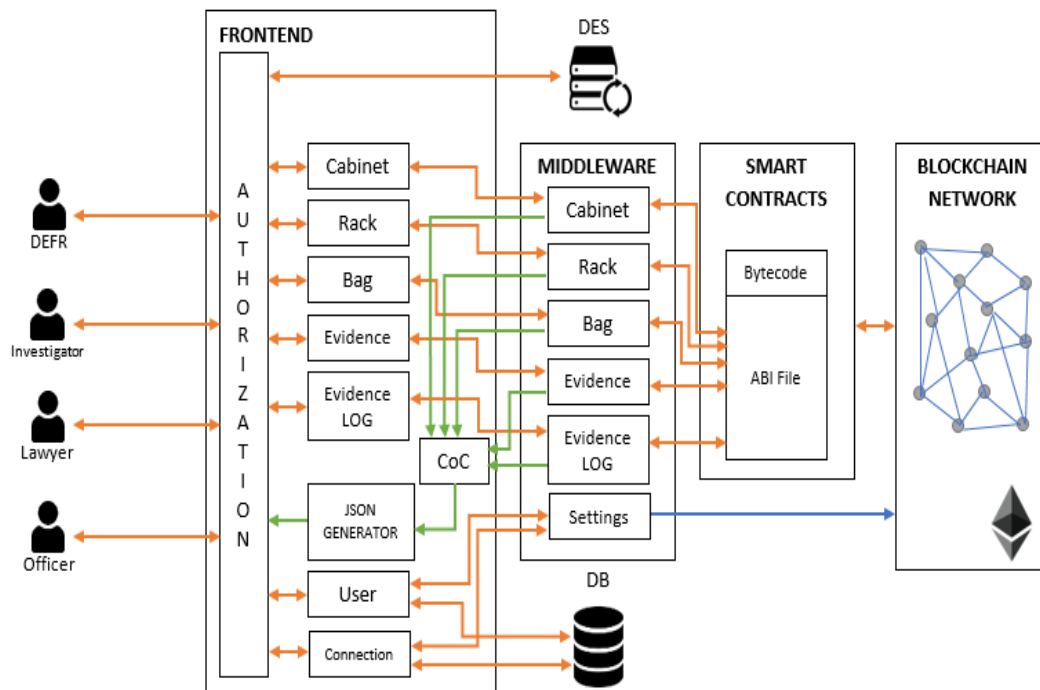 FRONTEND
DES
A
U
T
H
O
R
I
Z
A
T
I
O
N
DEFR
Investigator
Lawyer
Officer
Cabinet
Rack
Bag
Evidence
Evidence
LOG
CoC
JSON
GENERATOR
User
Connection
MIDDLEWARE
Cabinet
Rack
Bag
Evidence
Evidence
LOG
Settings
DB
SMART
CONTRACTS
Bytecode
ABI File
BLOCKCHAIN
NETWORK